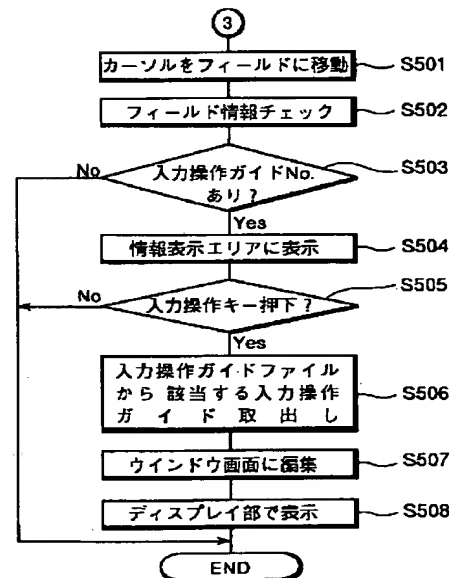 3
カーソルをフィールドに移動 S501
フィールド情報チェック S502
入力操作ガイドNo. S503
No
あり?
Yes
情報表示エリアに表示 S504
No 入力操作キー押下? S505
Yes
入力操作ガイドファイル
から 該当する入力操作 S506
ガイド取出し
ウインドウ画面に編集 S507
ディスプレイ部で表示 S508
END